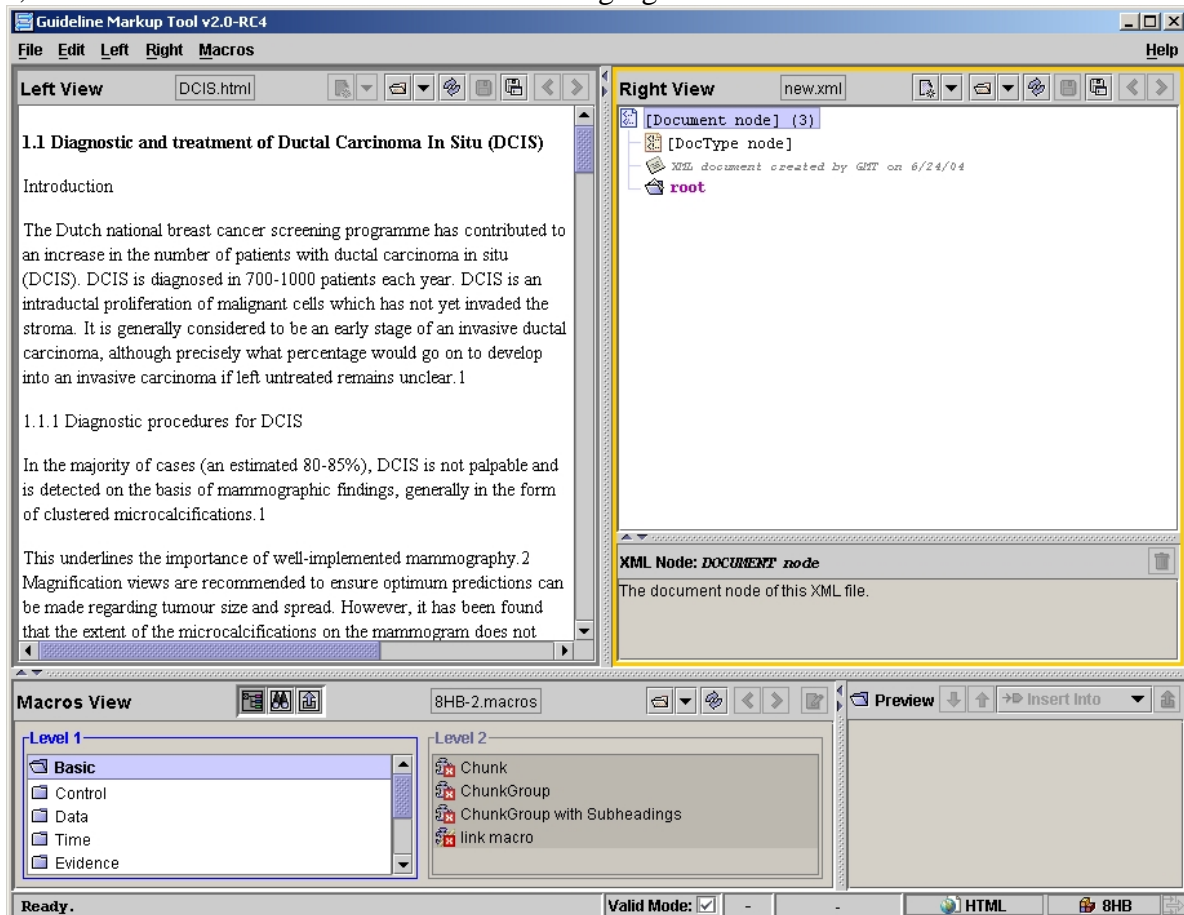 Guideline Markup Tool v2.0-RC4
File Edit Left Right Macros Help
Left View DCIS.html
1.1 Diagnostic and treatment of Ductal Carcinoma In Situ (DCIS)
Introduction
The Dutch national breast cancer screening programme has contributed to
an increase in the number of patients with ductal carcinoma in situ
(DCIS). DCIS is diagnosed in 700-1000 patients each year. DCIS is an
intraductal proliferation of malignant cells which has not yet invaded the
stroma. It is generally considered to be an early stage of an invasive ductal
carcinoma, although precisely what percentage would go on to develop
into an invasive carcinoma if left untreated remains unclear.1
1.1.1 Diagnostic procedures for DCIS
In the majority of cases (an estimated 80-85%), DCIS is not palpable and
is detected on the basis of mammographic findings, generally in the form
of clustered microcalcifications.1
This underlines the importance of well-implemented mammography.2
Magnification views are recommended to ensure optimum predictions can
be made regarding tumour size and spread. However, it has been found
that the extent of the microcalcifications on the mammogram does not
Right View new.xml
[Document node] (3)
[DocType node]
XML document created by GMT on 6/24/04
root
XML Node: DOCUMENT node
The document node of this XML file.
Macros View 8HB-2.macros
Level 1
Basic
Control
Data
Time
Evidence
Level 2
Chunk
ChunkGroup
ChunkGroup with Subheadings
link macro
Preview Insert Into
Ready. Valid Mode: - - HTML 8HB